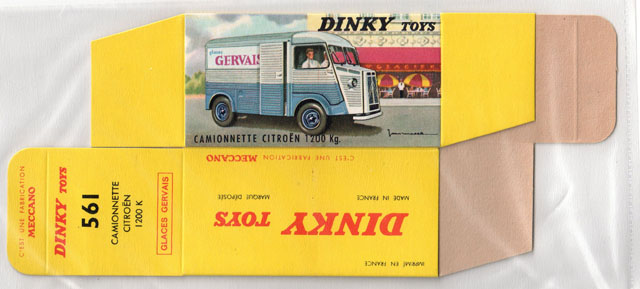 DINKY TOYS
glaces
GERVAIS
GLACIER
CAMIONNETTE CITROËN 1200 Kg.
C'EST UNE FABRICATION
MECCANO
DINKY TOYS
561
CAMIONNETTE
CITROËN
1200 K
GLACES GERVAIS
C'EST UNE FABRICATION MECCANO
MARQUE DÉPOSÉE
MADE IN FRANCE
DINKY TOYS
IMPRIMÉ EN FRANCE